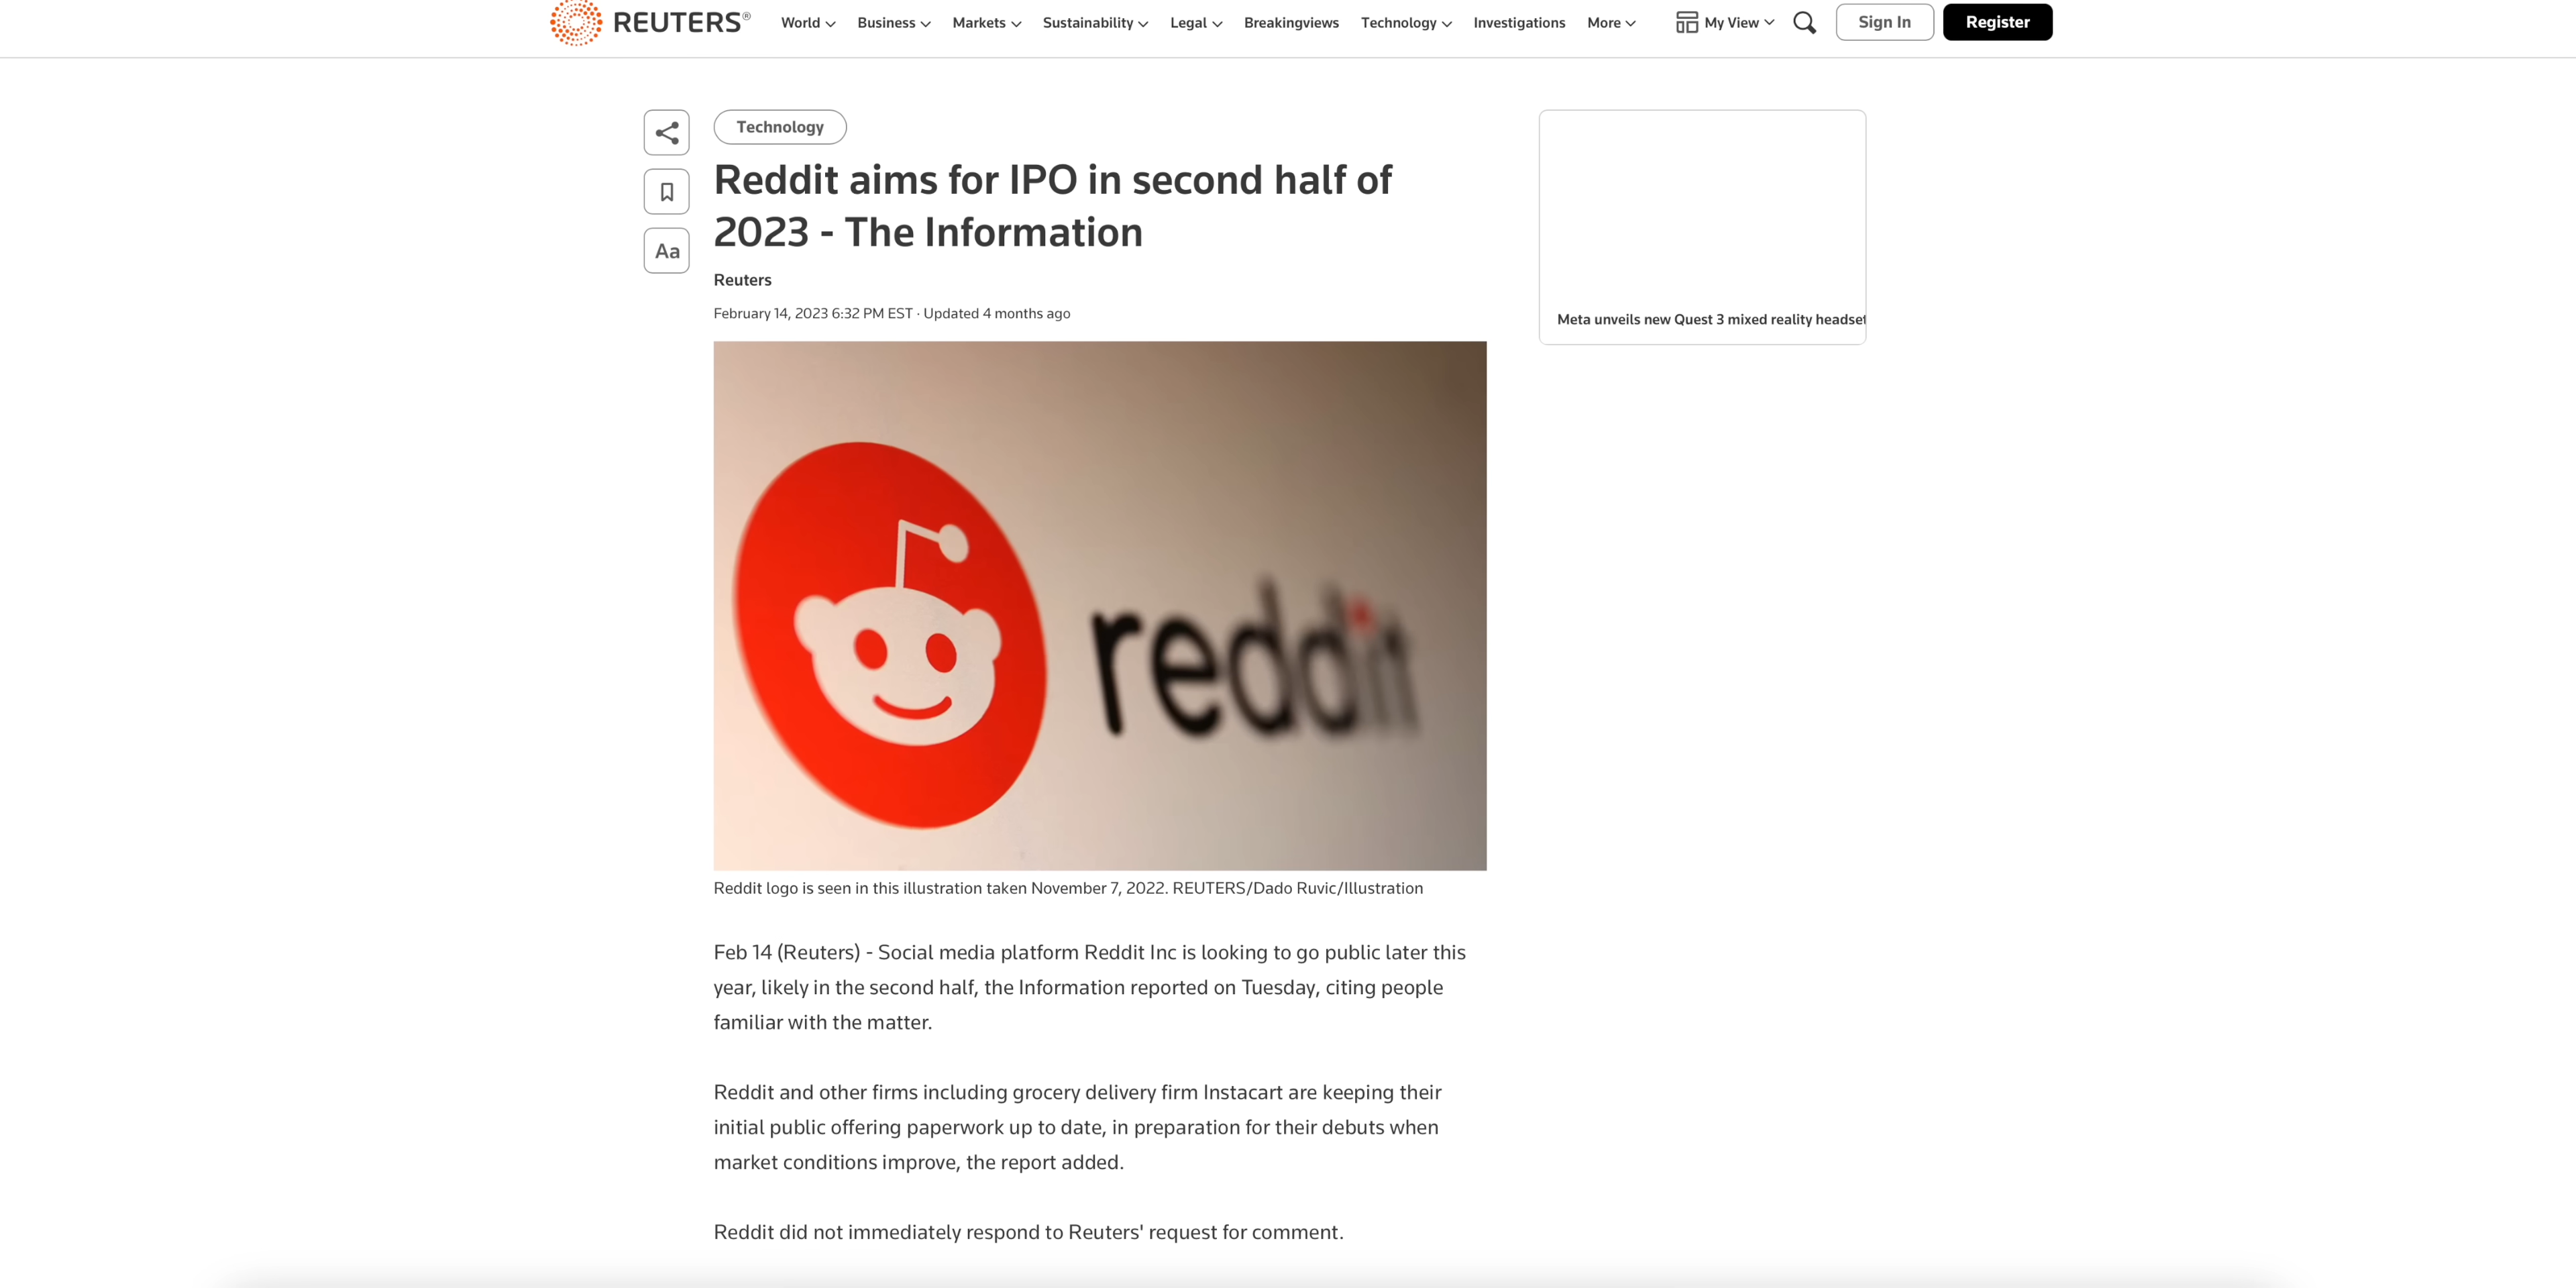 REUTERS®
World
Business
Markets
Sustainability
Legal
Breakingviews
Technology
Investigations
More
My View
Sign In
Register
Technology
Reddit aims for IPO in second half of
2023 - The Information
Reuters
February 14, 2023 6:32 PM EST · Updated 4 months ago
Aa
Meta unveils new Quest 3 mixed reality headset
reddit
Reddit logo is seen in this illustration taken November 7, 2022. REUTERS/Dado Ruvic/Illustration
Feb 14 (Reuters) - Social media platform Reddit Inc is looking to go public later this
year, likely in the second half, the Information reported on Tuesday, citing people
familiar with the matter.
Reddit and other firms including grocery delivery firm Instacart are keeping their
initial public offering paperwork up to date, in preparation for their debuts when
market conditions improve, the report added.
Reddit did not immediately respond to Reuters' request for comment.